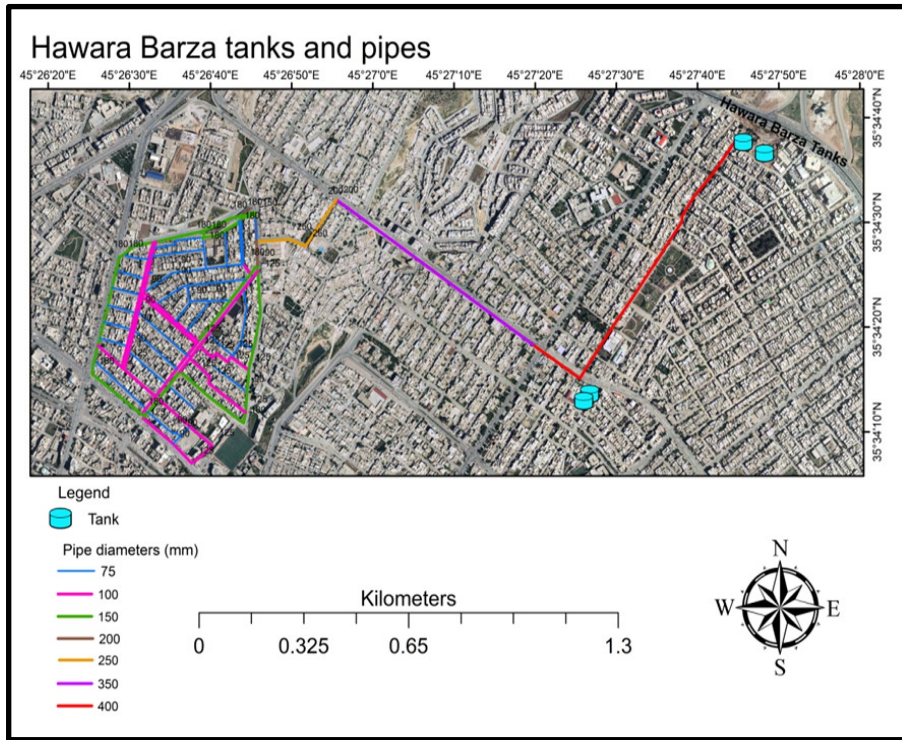 Hawara Barza tanks and pipes
45°26'20"E 45°26'30"E 45°26'40"E 45°26'50"E 45°27'0"E 45°27'10"E 45°27'20"E 45°27'30"E 45°27'40"E 45°27'50"E 45°28'0"E
35°34'40"N
Hawara Barza Tanks
35°34'30"N
35°34'20"N
35°34'10"N
Legend
Tank
Pipe diameters (mm)
75
100
150
200
250
350
400
Kilometers
0 0.325 0.65 1.3
N
W E
S